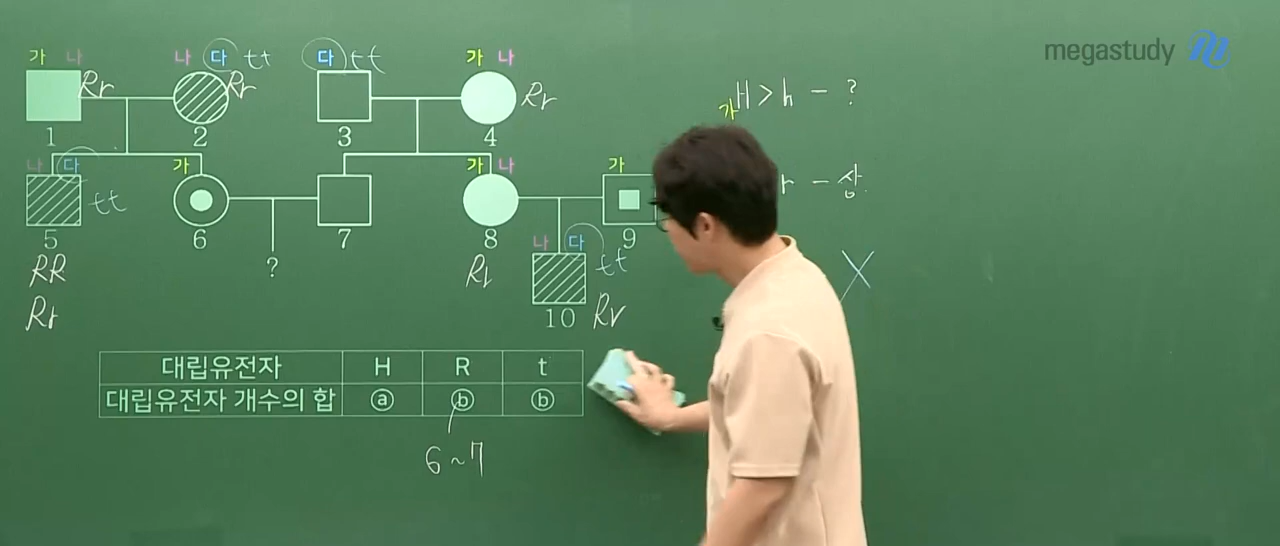 megastudy
가 나 나 다 tt 다 tt 가 나
Rr Rr Rr
1 2 3 4
H > h - ?
가
나 다 가 가 나 가
tt r - 상
5 6 7 8 9
나 다
tt
RR ? Rr X
Rr 10 Rr
대립유전자 H R t
대립유전자 개수의 합 ⓐ ⓑ ⓑ
6~7